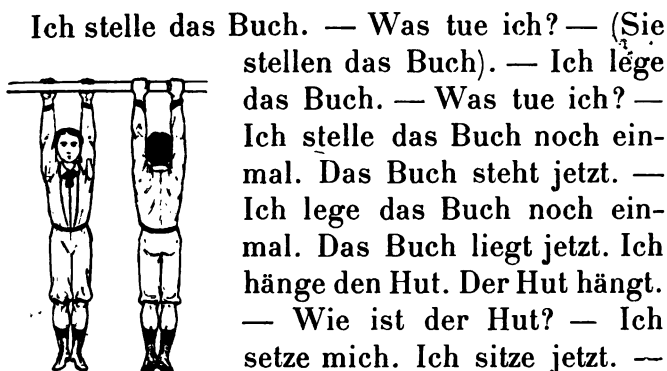 Ich stelle das Buch. — Was tue ich? — (Sie
stellen das Buch). — Ich lege
das Buch. — Was tue ich? —
Ich stelle das Buch noch ein-
mal. Das Buch steht jetzt. —
Ich lege das Buch noch ein-
mal. Das Buch liegt jetzt. Ich
hänge den Hut. Der Hut hängt.
— Wie ist der Hut? — Ich
setze mich. Ich sitze jetzt. —